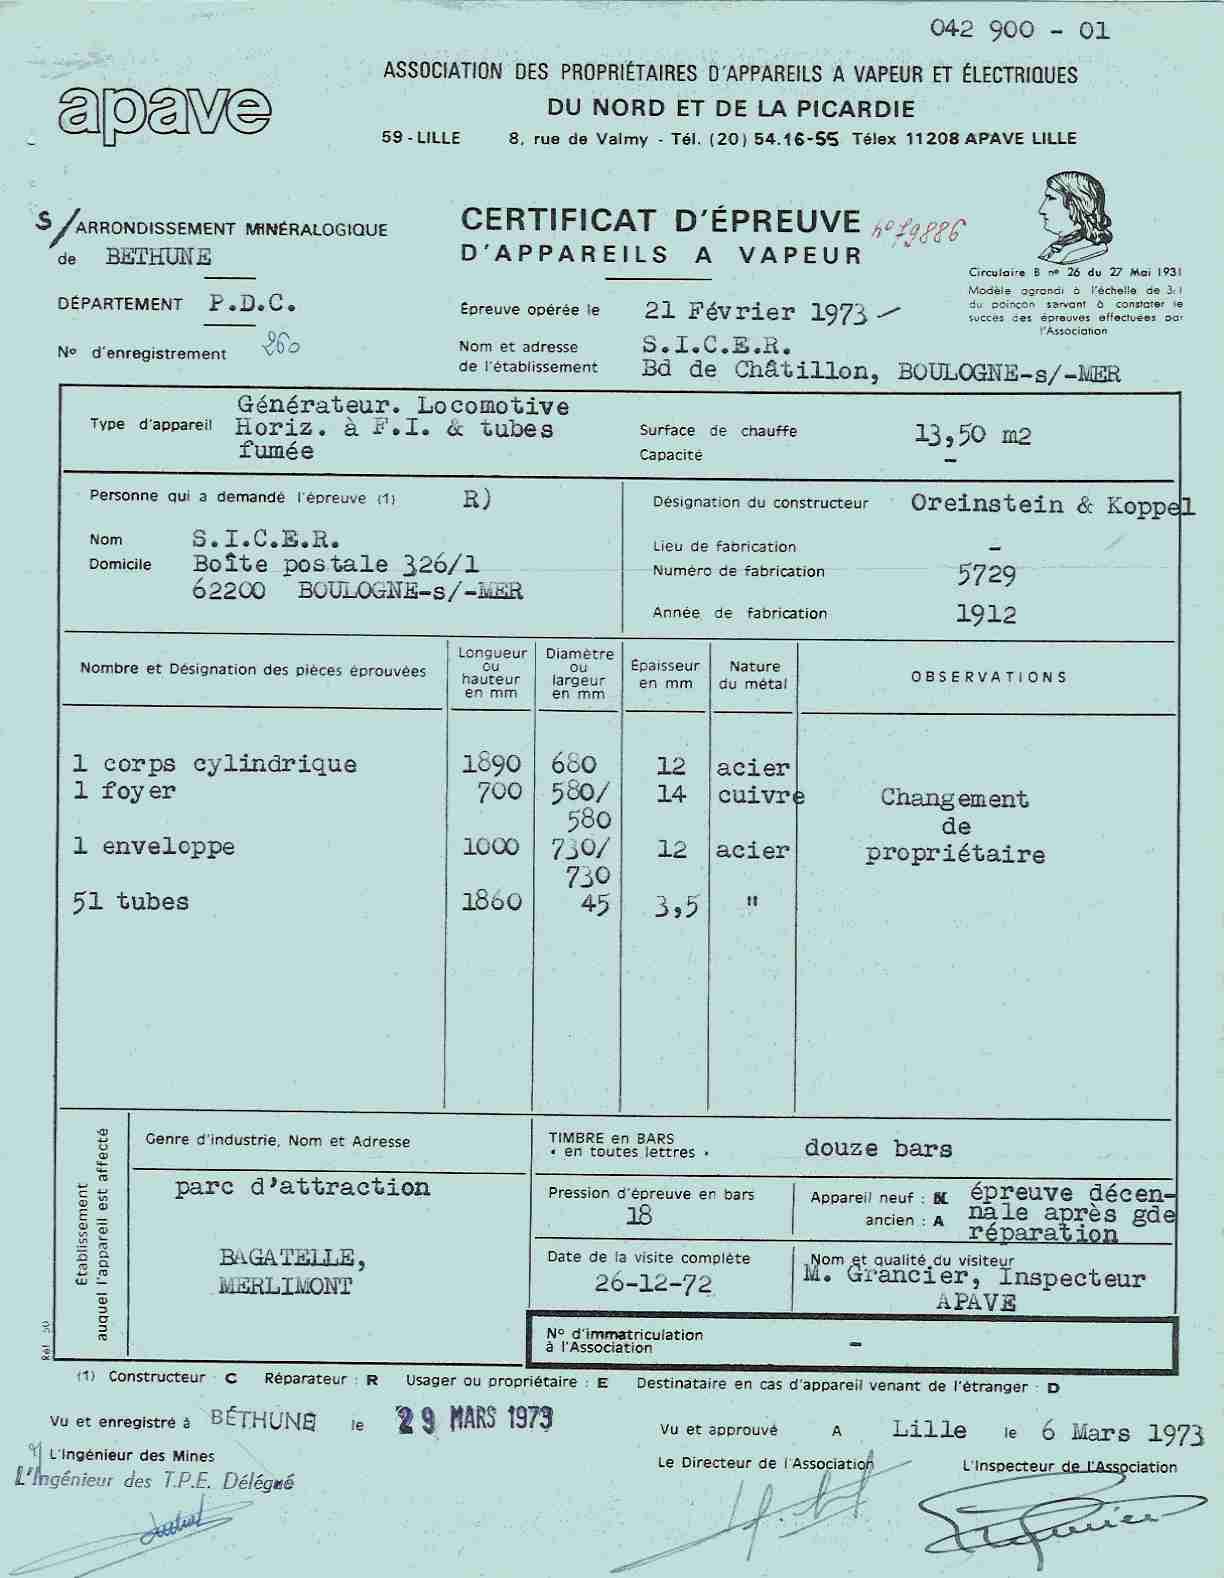 042 900 - 01
apave
ASSOCIATION DES PROPRIÉTAIRES D'APPAREILS A VAPEUR ET ÉLECTRIQUES
DU NORD ET DE LA PICARDIE
59 - LILLE 8, rue de Valmy - Tél. (20) 54.16-55 Télex 11208 APAVE LILLE
S/ARRONDISSEMENT MINÉRALOGIQUE
de BETHUNE
DÉPARTEMENT P.D.C.
N° d'enregistrement 260
CERTIFICAT D'ÉPREUVE n° 79886
D'APPAREILS A VAPEUR
Circulaire B n° 26 du 27 Mai 1931
Modèle agrandi à l'échelle de 3:1
du poinçon servant à constater le
succès des épreuves effectuées par
l'Association
Épreuve opérée le 21 Février 1973
Nom et adresse S.I.C.E.R.
de l'établissement Bd de Châtillon, BOULOGNE-s/-MER
Type d'appareil Générateur. Locomotive
Horiz. à F.I. & tubes
fumée
Surface de chauffe 13,50 m2
Capacité -
Personne qui a demandé l'épreuve (1) R)
Nom S.I.C.E.R.
Domicile Boîte postale 326/1
62200 BOULOGNE-s/-MER
Désignation du constructeur Oreinstein & Koppel
Lieu de fabrication -
Numéro de fabrication 5729
Année de fabrication 1912
Nombre et Désignation des pièces éprouvées
Longueur
ou
hauteur
en mm
Diamètre
ou
largeur
en mm
Épaisseur
en mm
Nature
du métal
OBSERVATIONS
1 corps cylindrique 1890 680 12 acier
1 foyer 700 580/ 14 cuivre
580
1 enveloppe 1000 730/ 12 acier
730
51 tubes 1860 45 3,5 "
Changement
de
propriétaire
Établissement
auquel l'appareil est affecté
Genre d'industrie, Nom et Adresse
parc d'attraction
BAGATELLE,
MERLIMONT
TIMBRE en BARS
« en toutes lettres » douze bars
Pression d'épreuve en bars
18
Appareil neuf : N épreuve décen-
ancien : A nale après gde
réparation
Date de la visite complète
26-12-72
Nom et qualité du visiteur
M. Grancier, Inspecteur
APAVE
N° d'immatriculation
à l'Association -
Réf. 50
(1) Constructeur : C Réparateur : R Usager ou propriétaire : E Destinataire en cas d'appareil venant de l'étranger : D
Vu et enregistré à BÉTHUNE le 29 MARS 1973
L'Ingénieur des Mines
L'Ingénieur des T.P.E. Délégué
Vu et approuvé A Lille le 6 Mars 1973
Le Directeur de l'Association
L'Inspecteur de l'Association